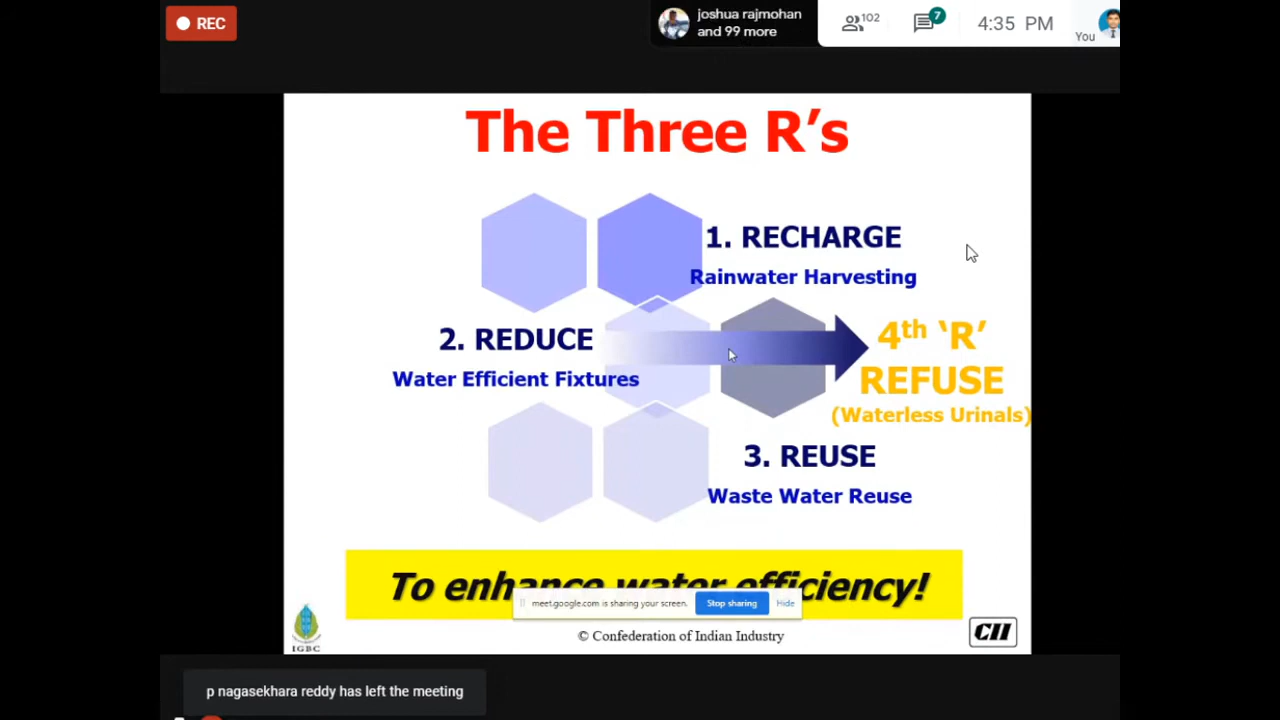 REC
joshua rajmohan
and 99 more
102
7
4:35 PM
You
The Three R’s
1. RECHARGE
Rainwater Harvesting
2. REDUCE
Water Efficient Fixtures
4th ‘R’
REFUSE
(Waterless Urinals)
3. REUSE
Waste Water Reuse
To enhance water efficiency!
meet.google.com is sharing your screen.
Stop sharing
Hide
© Confederation of Indian Industry
IGBC
CII
p nagasekhara reddy has left the meeting